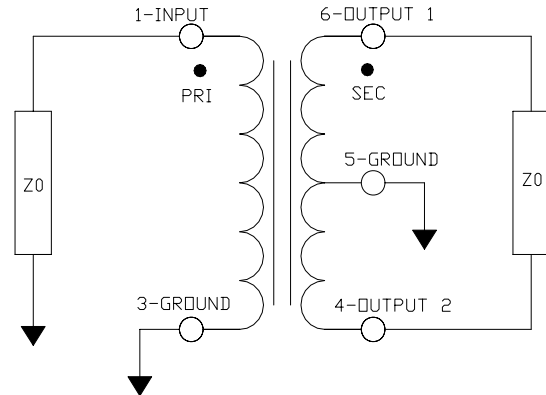 1-INPUT
6-OUTPUT 1
PRI
SEC
5-GROUND
Z0
Z0
3-GROUND
4-OUTPUT 2